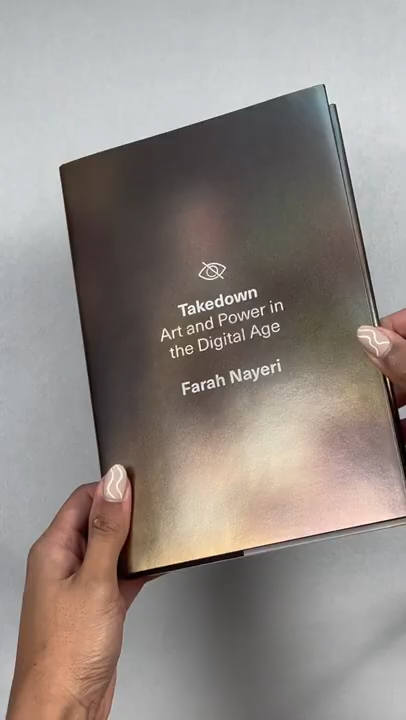 Takedown
Art and Power in
the Digital Age
Farah Nayeri